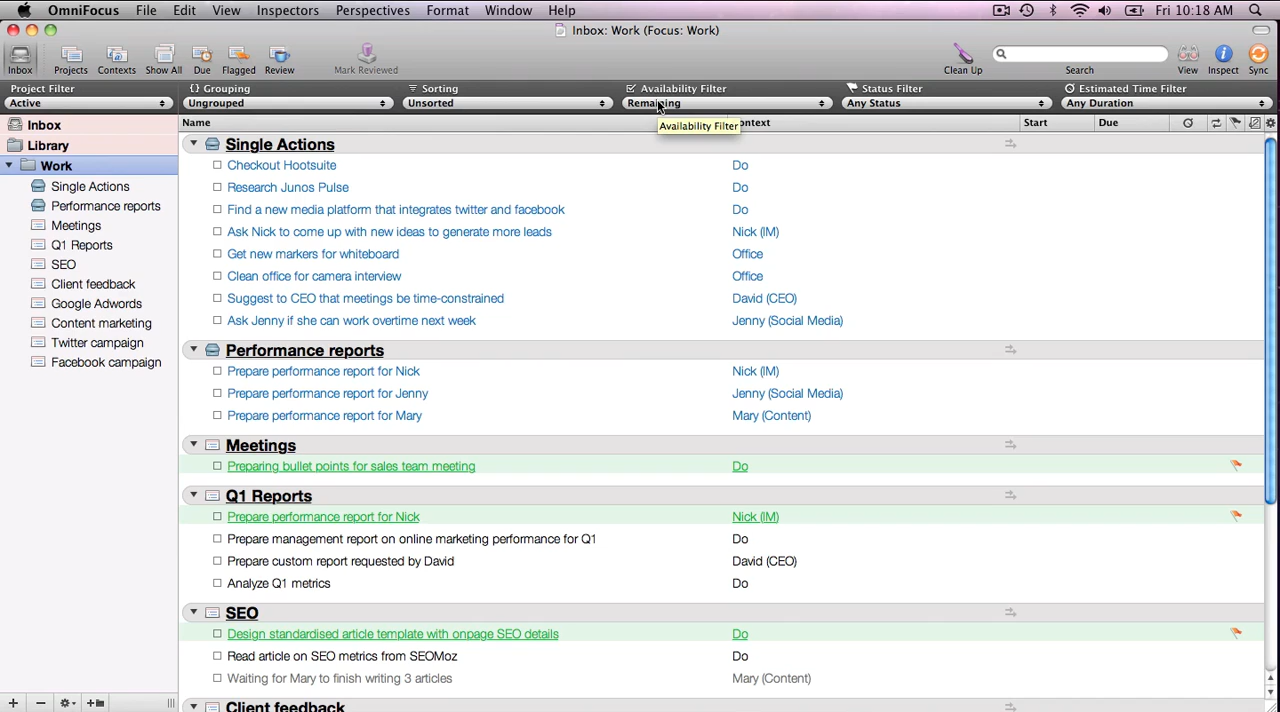 OmniFocus File Edit View Inspectors Perspectives Format Window Help Fri 10:18 AM
Inbox: Work (Focus: Work)
Inbox Projects Contexts Show All Due Flagged Review Mark Reviewed Clean Up Search View Inspect Sync
Project Filter Grouping Sorting Availability Filter Status Filter Estimated Time Filter
Active Ungrouped Unsorted Remaining Any Status Any Duration
Availability Filter
Name ontext Start Due
Inbox
Library
Work
Single Actions
Performance reports
Meetings
Q1 Reports
SEO
Client feedback
Google Adwords
Content marketing
Twitter campaign
Facebook campaign
Single Actions
Checkout Hootsuite Do
Research Junos Pulse Do
Find a new media platform that integrates twitter and facebook Do
Ask Nick to come up with new ideas to generate more leads Nick (IM)
Get new markers for whiteboard Office
Clean office for camera interview Office
Suggest to CEO that meetings be time-constrained David (CEO)
Ask Jenny if she can work overtime next week Jenny (Social Media)
Performance reports
Prepare performance report for Nick Nick (IM)
Prepare performance report for Jenny Jenny (Social Media)
Prepare performance report for Mary Mary (Content)
Meetings
Preparing bullet points for sales team meeting Do
Q1 Reports
Prepare performance report for Nick Nick (IM)
Prepare management report on online marketing performance for Q1 Do
Prepare custom report requested by David David (CEO)
Analyze Q1 metrics Do
SEO
Design standardised article template with onpage SEO details Do
Read article on SEO metrics from SEOMoz Do
Waiting for Mary to finish writing 3 articles Mary (Content)
Client feedback